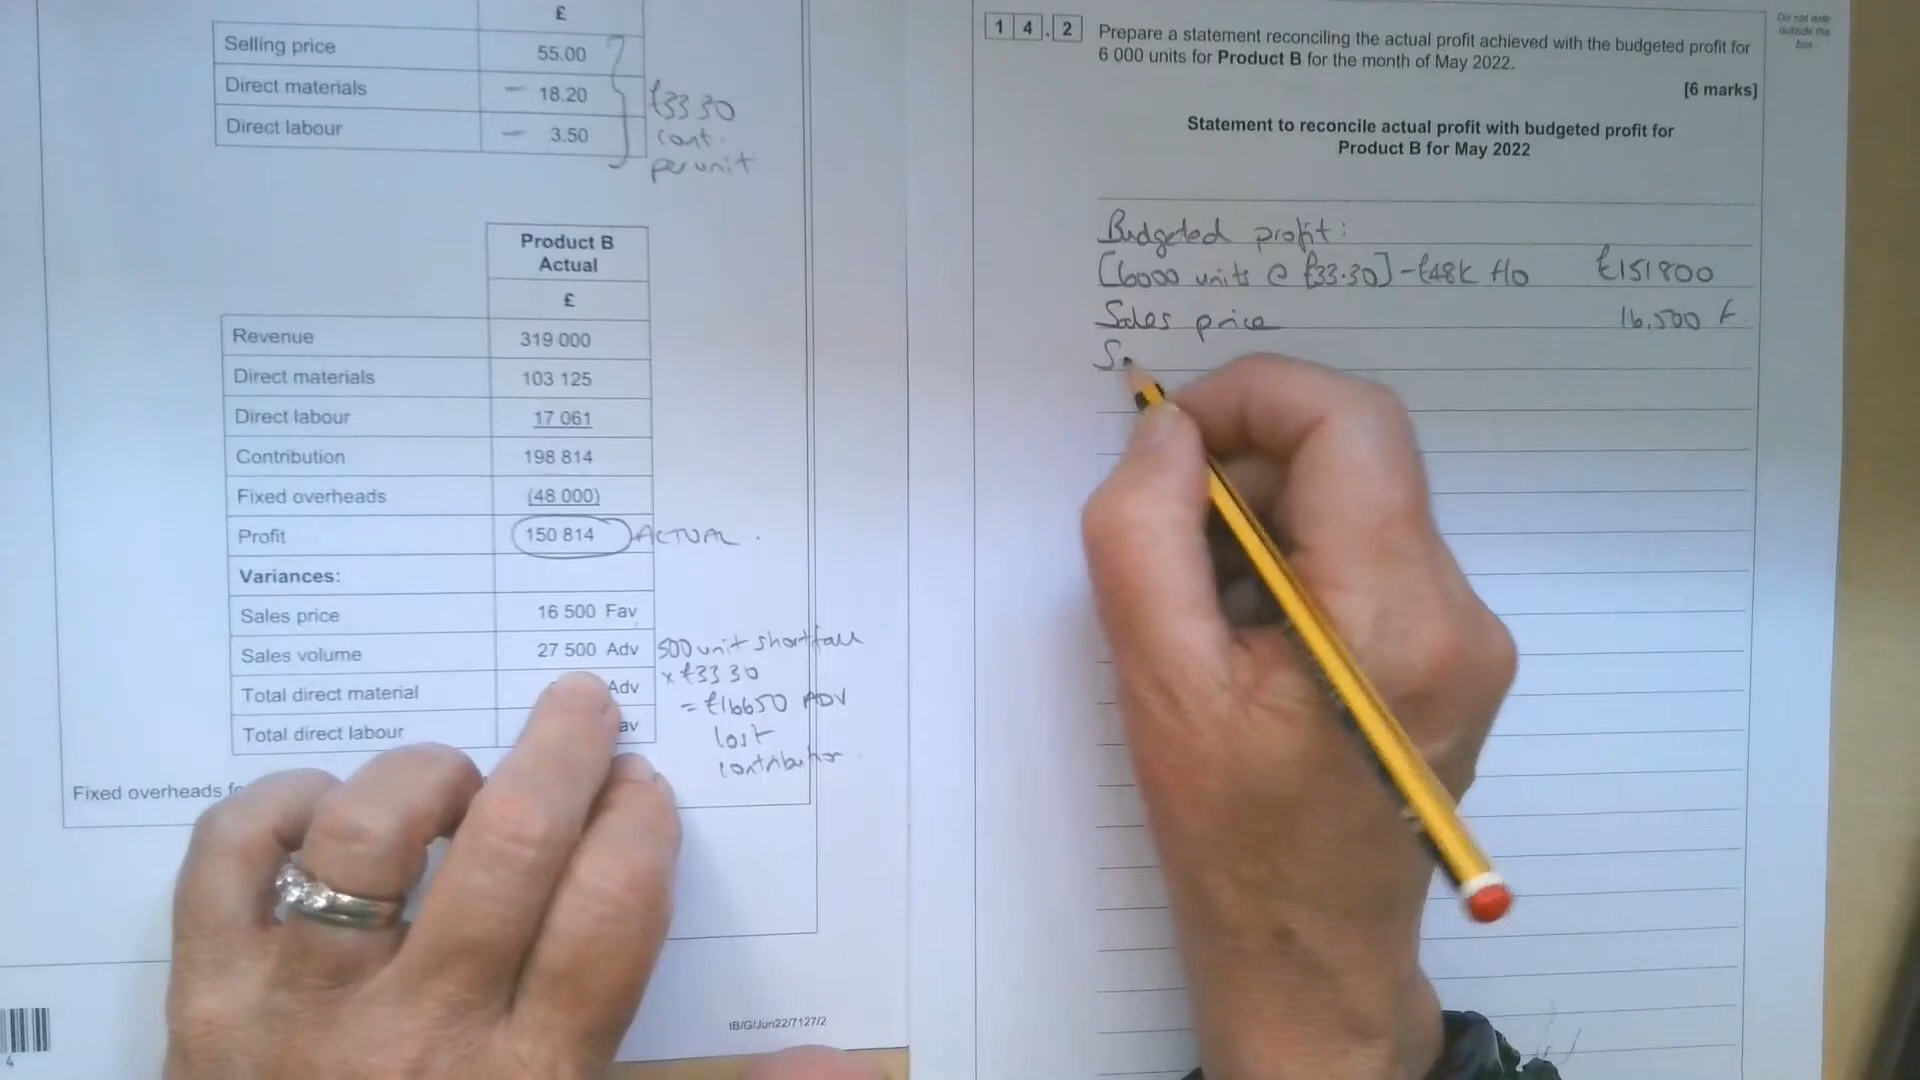 £
Selling price 55.00
Direct materials – 18.20
Direct labour – 3.50
£33 30
cont.
per unit
Product B
Actual
£
Revenue 319 000
Direct materials 103 125
Direct labour 17 061
Contribution 198 814
Fixed overheads (48 000)
Profit 150 814 ACTUAL.
Variances:
Sales price 16 500 Fav
Sales volume 27 500 Adv
Total direct material Adv
Total direct labour av
500 unit shortfall
x £33 30
= £16650 ADV
lost
contribution.
Fixed overheads
IB/G/Jun22/7127/2
4
14.2
Prepare a statement reconciling the actual profit achieved with the budgeted profit for
6 000 units for Product B for the month of May 2022.
[6 marks]
Do not write
outside the
box
Statement to reconcile actual profit with budgeted profit for
Product B for May 2022
Budgeted profit:
[6000 units @ £33.30] – £48K f/o £151800
Sales price 16,500 F.
S